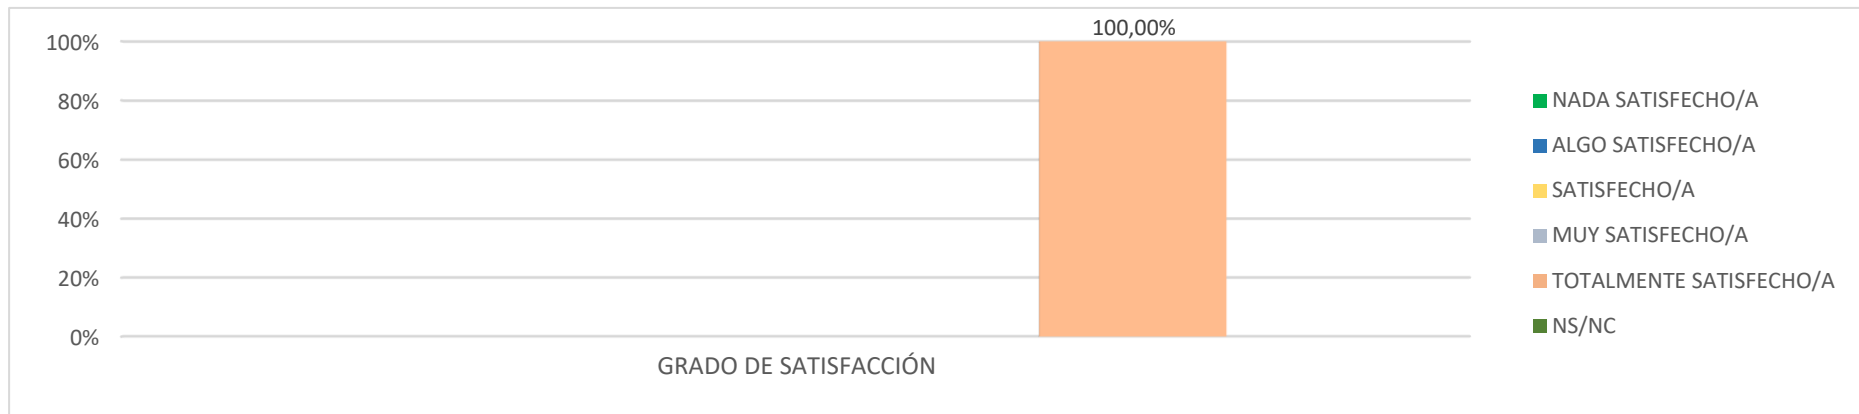 100,00%
100%
80%
60%
40%
20%
0%
GRADO DE SATISFACCIÓN
NADA SATISFECHO/A
ALGO SATISFECHO/A
SATISFECHO/A
MUY SATISFECHO/A
TOTALMENTE SATISFECHO/A
NS/NC